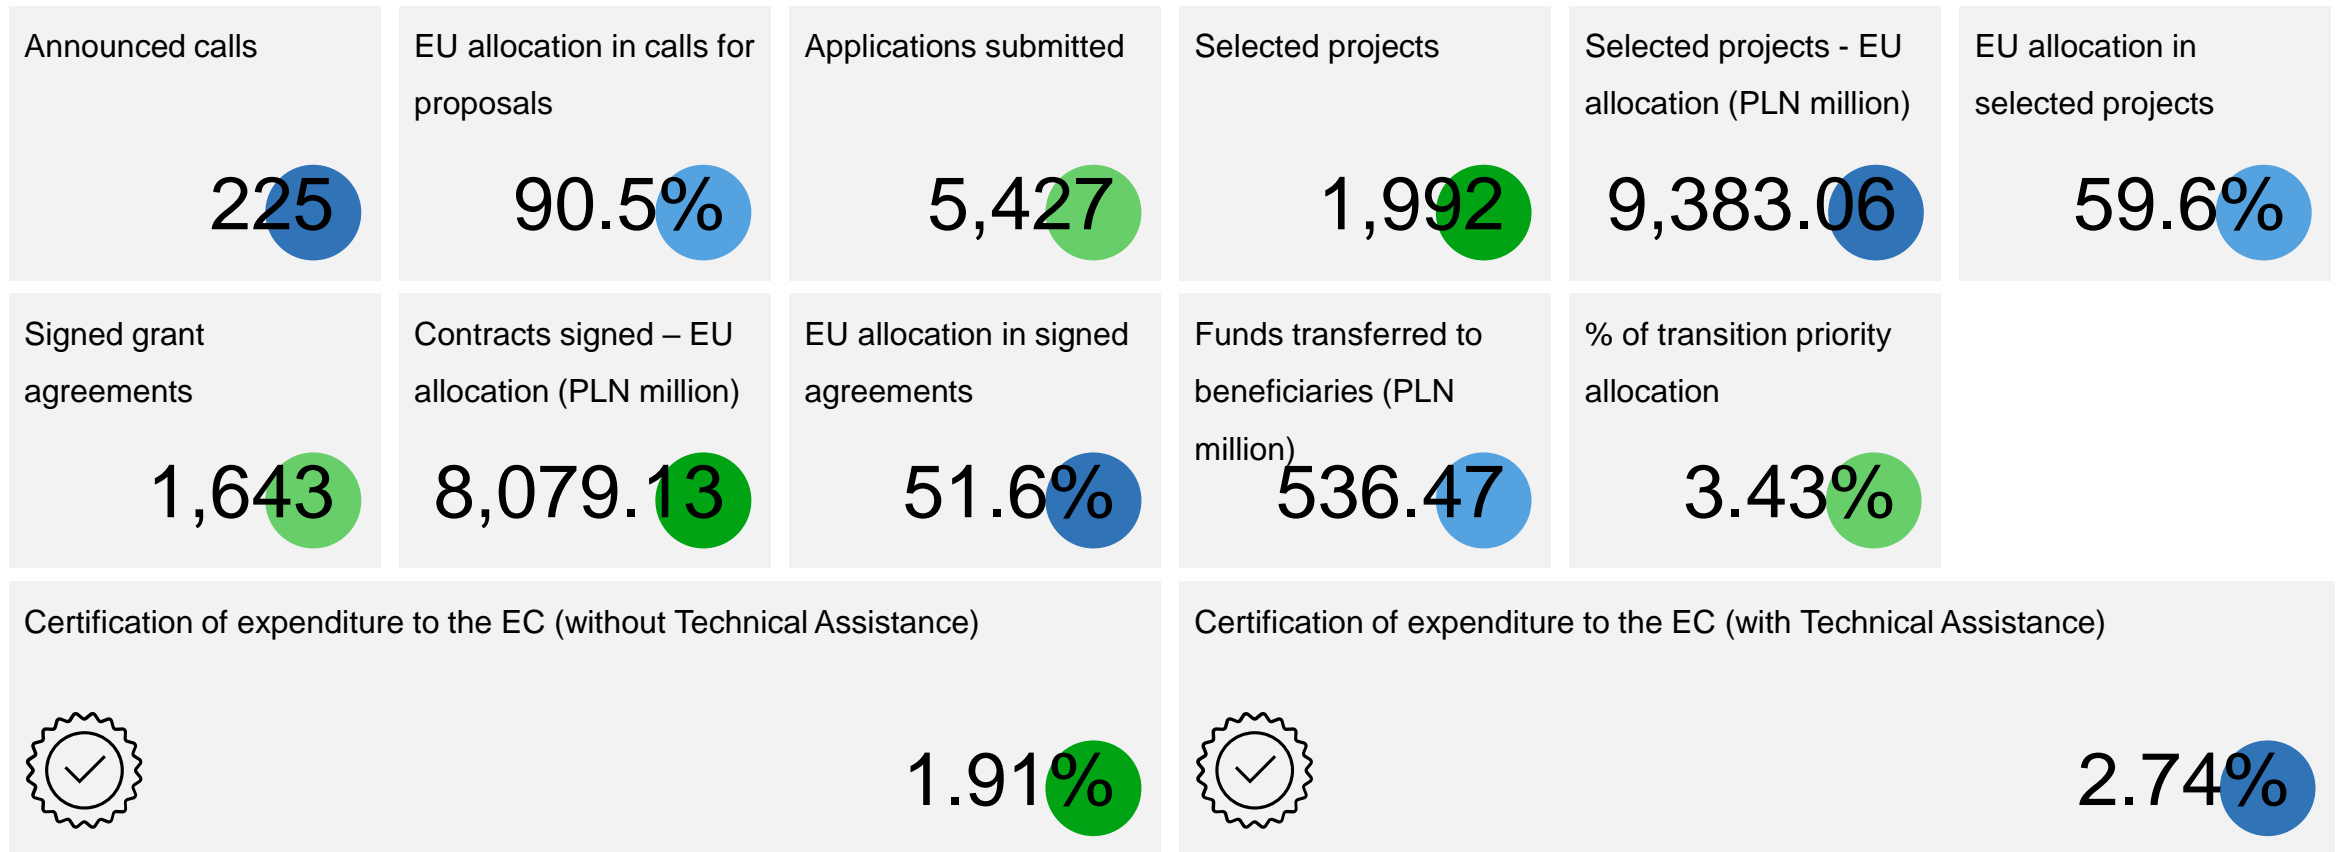 Announced calls
225
EU allocation in calls for
proposals
90.5%
Applications submitted
5,427
Selected projects
1,992
Selected projects - EU
allocation (PLN million)
9,383.06
EU allocation in
selected projects
59.6%
Signed grant
agreements
1,643
Contracts signed – EU
allocation (PLN million)
8,079.13
EU allocation in signed
agreements
51.6%
Funds transferred to
beneficiaries (PLN
million)
536.47
% of transition priority
allocation
3.43%
Certification of expenditure to the EC (without Technical Assistance)
1.91%
Certification of expenditure to the EC (with Technical Assistance)
2.74%